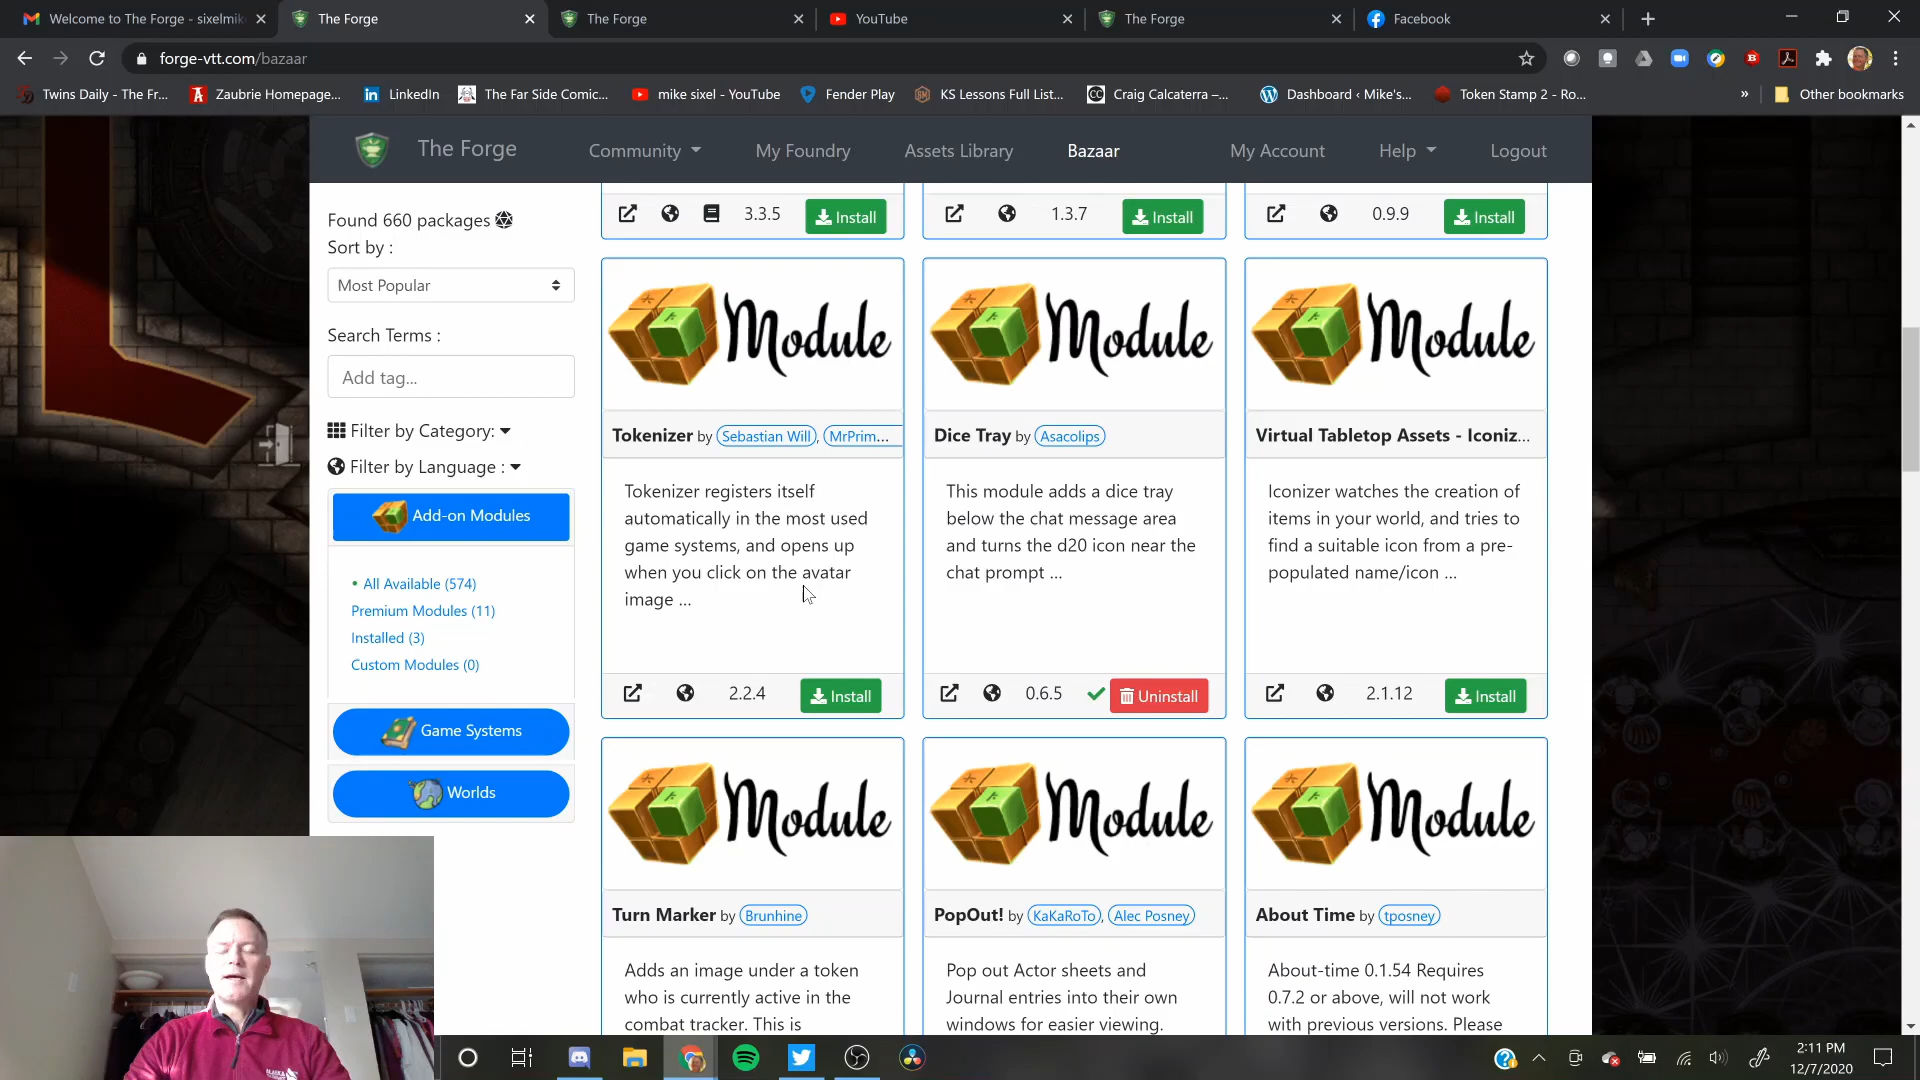 Welcome to The Forge - sixelmik
The Forge
The Forge
YouTube
The Forge
Facebook
forge-vtt.com/bazaar
Twins Daily - The Fr...
Zaubrie Homepage...
LinkedIn
The Far Side Comic...
mike sixel - YouTube
Fender Play
KS Lessons Full List...
Craig Calcaterra –...
Dashboard ‹ Mike's...
Token Stamp 2 - Ro...
»
Other bookmarks
The Forge
Community
My Foundry
Assets Library
Bazaar
My Account
Help
Logout
Found 660 packages
Sort by :
Most Popular
Search Terms :
Add tag...
Filter by Category:
Filter by Language :
Add-on Modules
• All Available (574)
Premium Modules (11)
Installed (3)
Custom Modules (0)
Game Systems
Worlds
3.3.5
Install
1.3.7
Install
0.9.9
Install
Module
Tokenizer by Sebastian Will, MrPrim...
Tokenizer registers itself
automatically in the most used
game systems, and opens up
when you click on the avatar
image ...
2.2.4
Install
Module
Dice Tray by Asacolips
This module adds a dice tray
below the chat message area
and turns the d20 icon near the
chat prompt ...
0.6.5
Uninstall
Module
Virtual Tabletop Assets - Iconiz...
Iconizer watches the creation of
items in your world, and tries to
find a suitable icon from a pre-
populated name/icon ...
2.1.12
Install
Module
Turn Marker by Brunhine
Adds an image under a token
who is currently active in the
combat tracker. This is
Module
PopOut! by KaKaRoTo, Alec Posney
Pop out Actor sheets and
Journal entries into their own
windows for easier viewing.
Module
About Time by tposney
About-time 0.1.54 Requires
0.7.2 or above, will not work
with previous versions. Please
2:11 PM
12/7/2020